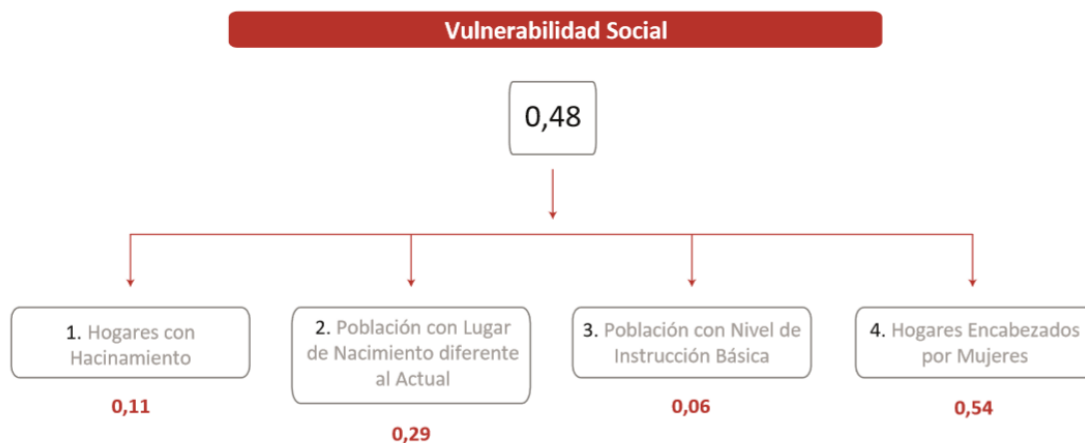 Vulnerabilidad Social
0,48
1. Hogares con
Hacinamiento
0,11
2. Población con Lugar
de Nacimiento diferente
al Actual
0,29
3. Población con Nivel de
Instrucción Básica
0,06
4. Hogares Encabezados
por Mujeres
0,54